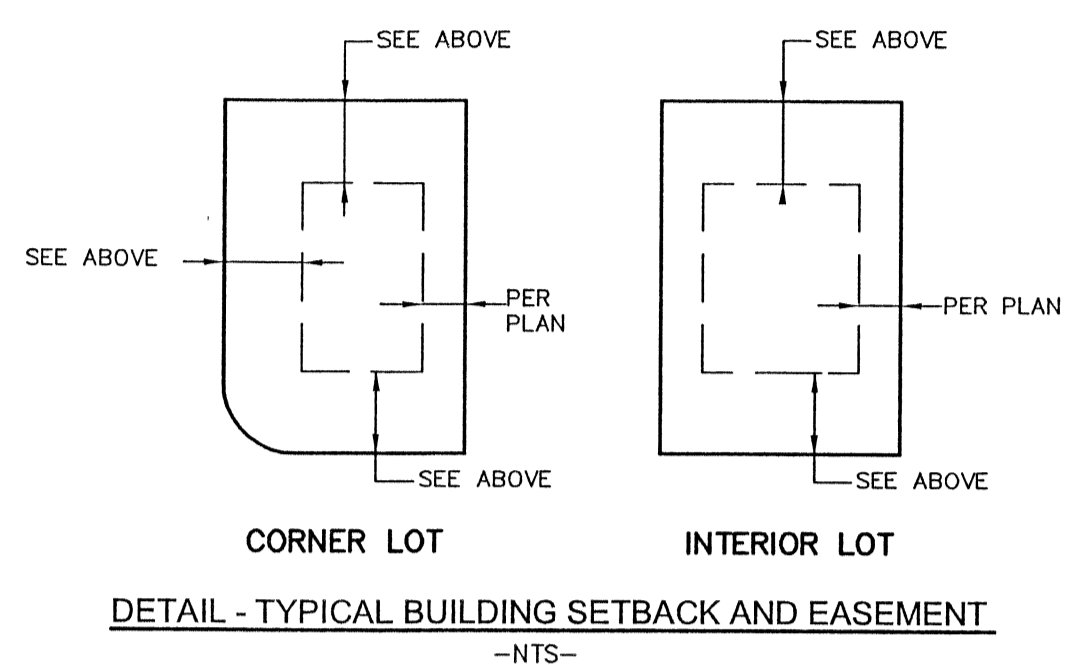 SEE ABOVE
SEE ABOVE
SEE ABOVE
PER
PLAN
PER PLAN
SEE ABOVE
SEE ABOVE
CORNER LOT
INTERIOR LOT
DETAIL - TYPICAL BUILDING SETBACK AND EASEMENT
-NTS-